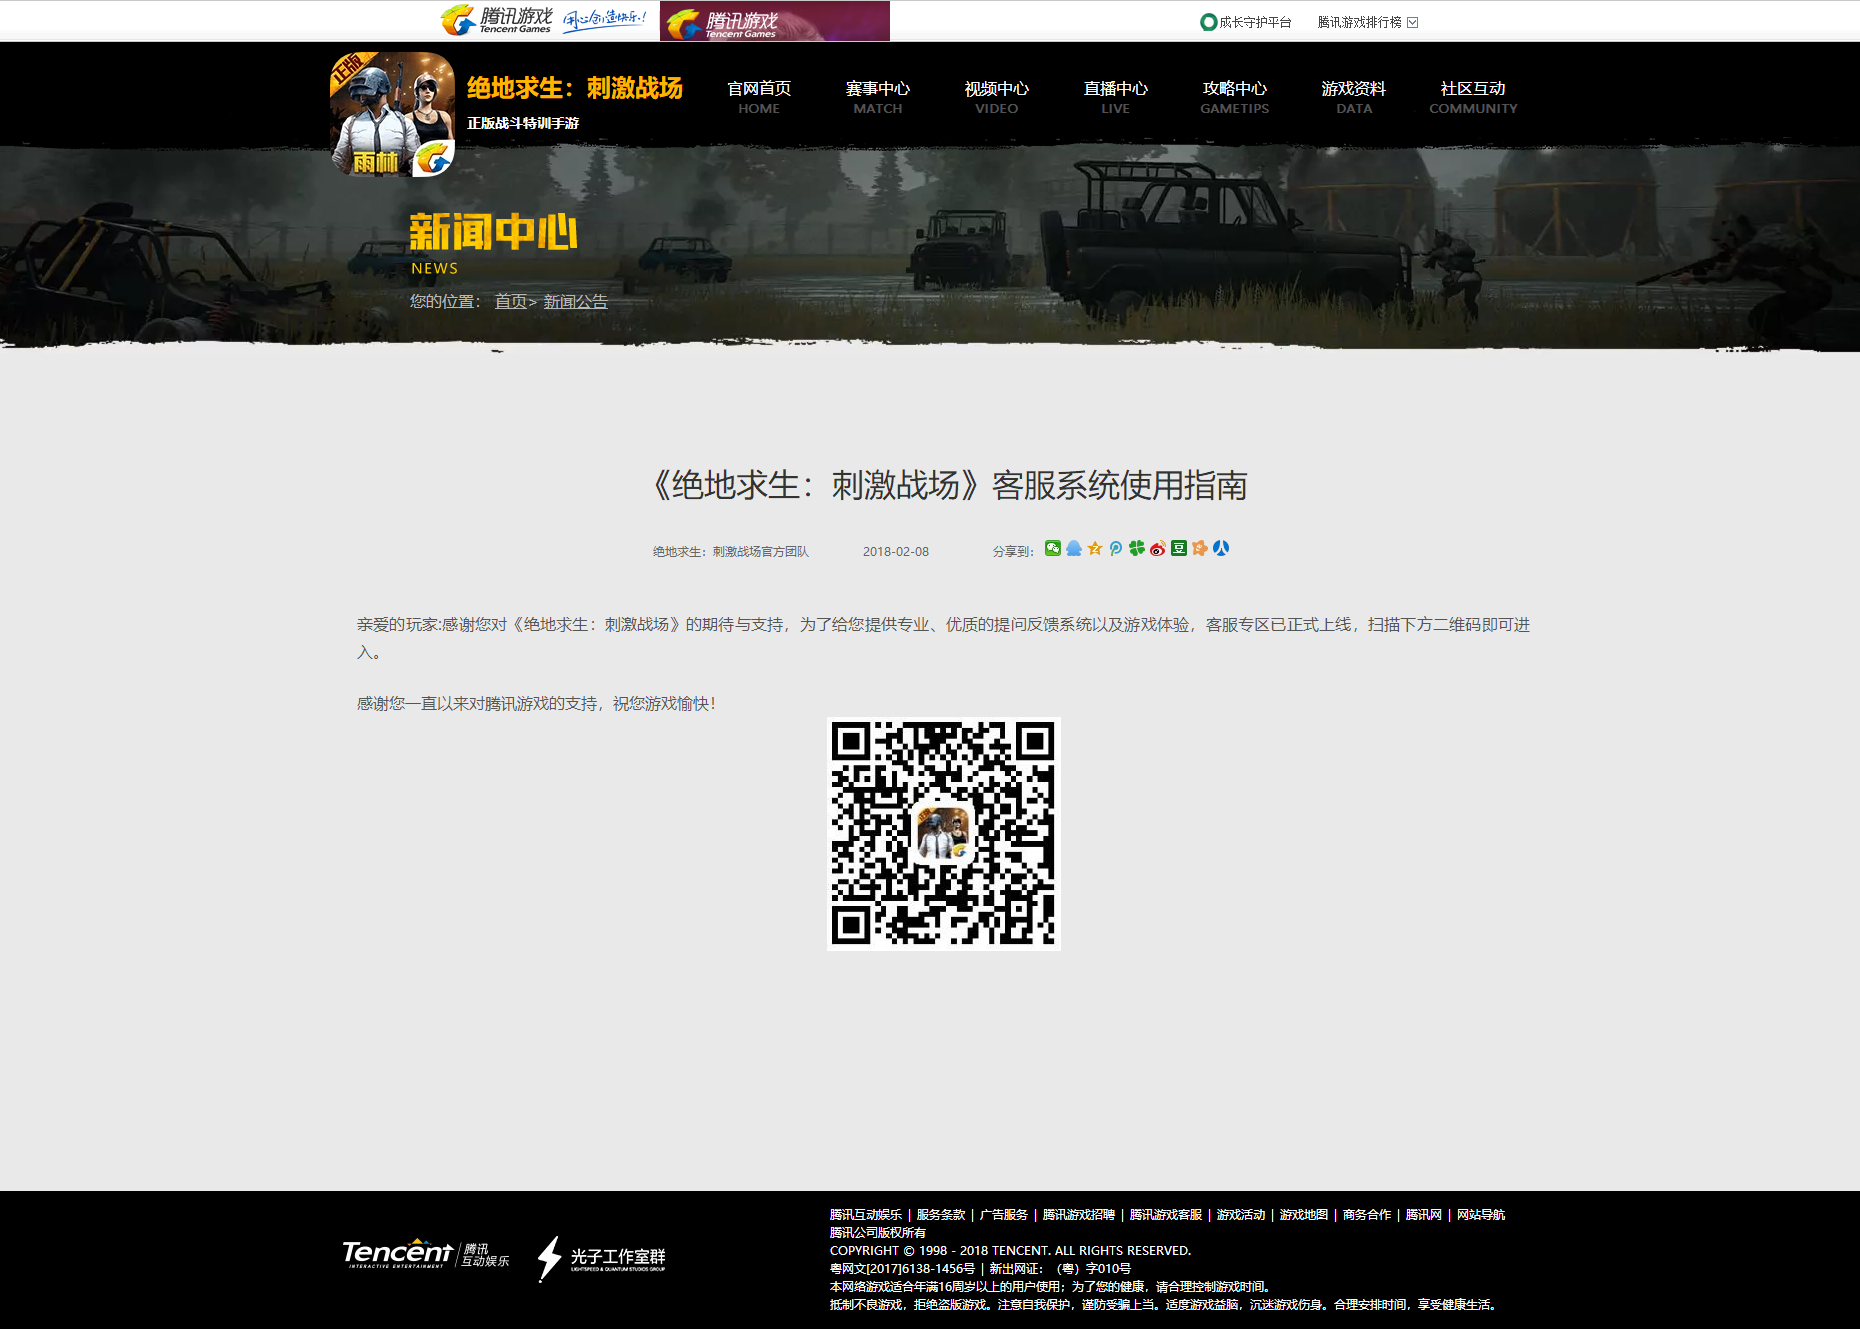 腾讯游戏 用心创造快乐! 腾讯游戏 成长守护平台 腾讯游戏排行榜
Tencent Games Tencent Games
正版
绝地求生：刺激战场
正版战斗特训手游
雨林
官网首页 赛事中心 视频中心 直播中心 攻略中心 游戏资料 社区互动
HOME MATCH VIDEO LIVE GAMETIPS DATA COMMUNITY
新闻中心
NEWS
您的位置： 首页> 新闻公告
《绝地求生：刺激战场》客服系统使用指南
绝地求生：刺激战场官方团队 2018-02-08 分享到：
亲爱的玩家:感谢您对《绝地求生：刺激战场》的期待与支持，为了给您提供专业、优质的提问反馈系统以及游戏体验，客服专区已正式上线，扫描下方二维码即可进
入。
感谢您一直以来对腾讯游戏的支持，祝您游戏愉快！
Tencent 腾讯互动娱乐
INTERACTIVE ENTERTAINMENT
光子工作室群
LIGHTSPEED & QUANTUM STUDIOS GROUP
腾讯互动娱乐 | 服务条款 | 广告服务 | 腾讯游戏招聘 | 腾讯游戏客服 | 游戏活动 | 游戏地图 | 商务合作 | 腾讯网 | 网站导航
腾讯公司版权所有
COPYRIGHT © 1998 - 2018 TENCENT. ALL RIGHTS RESERVED.
粤网文[2017]6138-1456号 | 新出网证：（粤）字010号
本网络游戏适合年满16周岁以上的用户使用；为了您的健康，请合理控制游戏时间。
抵制不良游戏，拒绝盗版游戏。注意自我保护，谨防受骗上当。适度游戏益脑，沉迷游戏伤身。合理安排时间，享受健康生活。